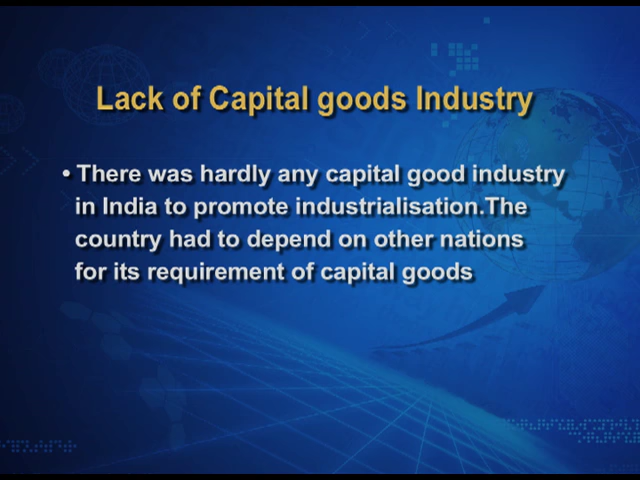 Lack of Capital goods Industry
• There was hardly any capital good industry
in India to promote industrialisation.The
country had to depend on other nations
for its requirement of capital goods